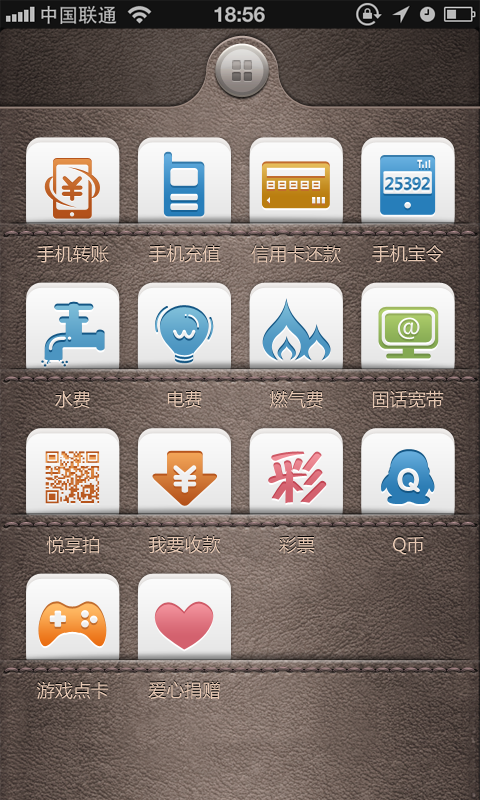 中国联通 18:56
¥
25392
手机转账 手机充值 信用卡还款 手机宝令
@
水费 电费 燃气费 固话宽带
¥ 彩 Q
悦享拍 我要收款 彩票 Q币
游戏点卡 爱心捐赠